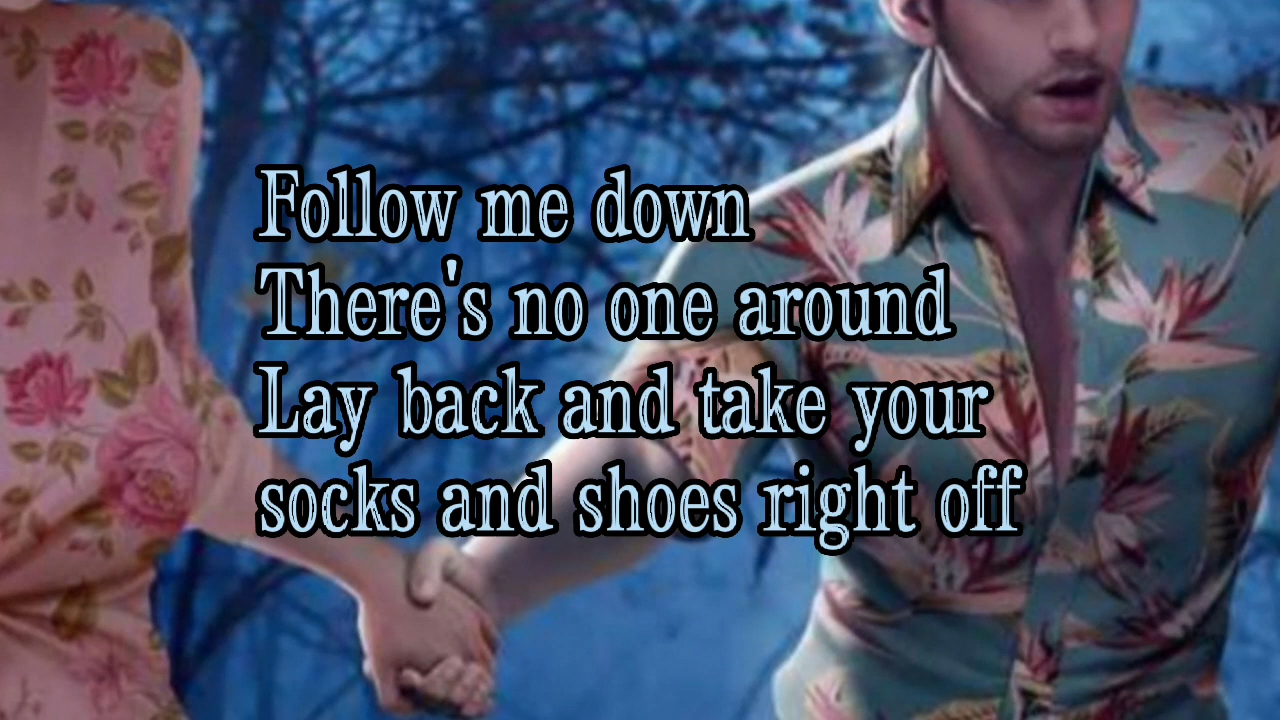 Follow me down
There's no one around
Lay back and take your
socks and shoes right off